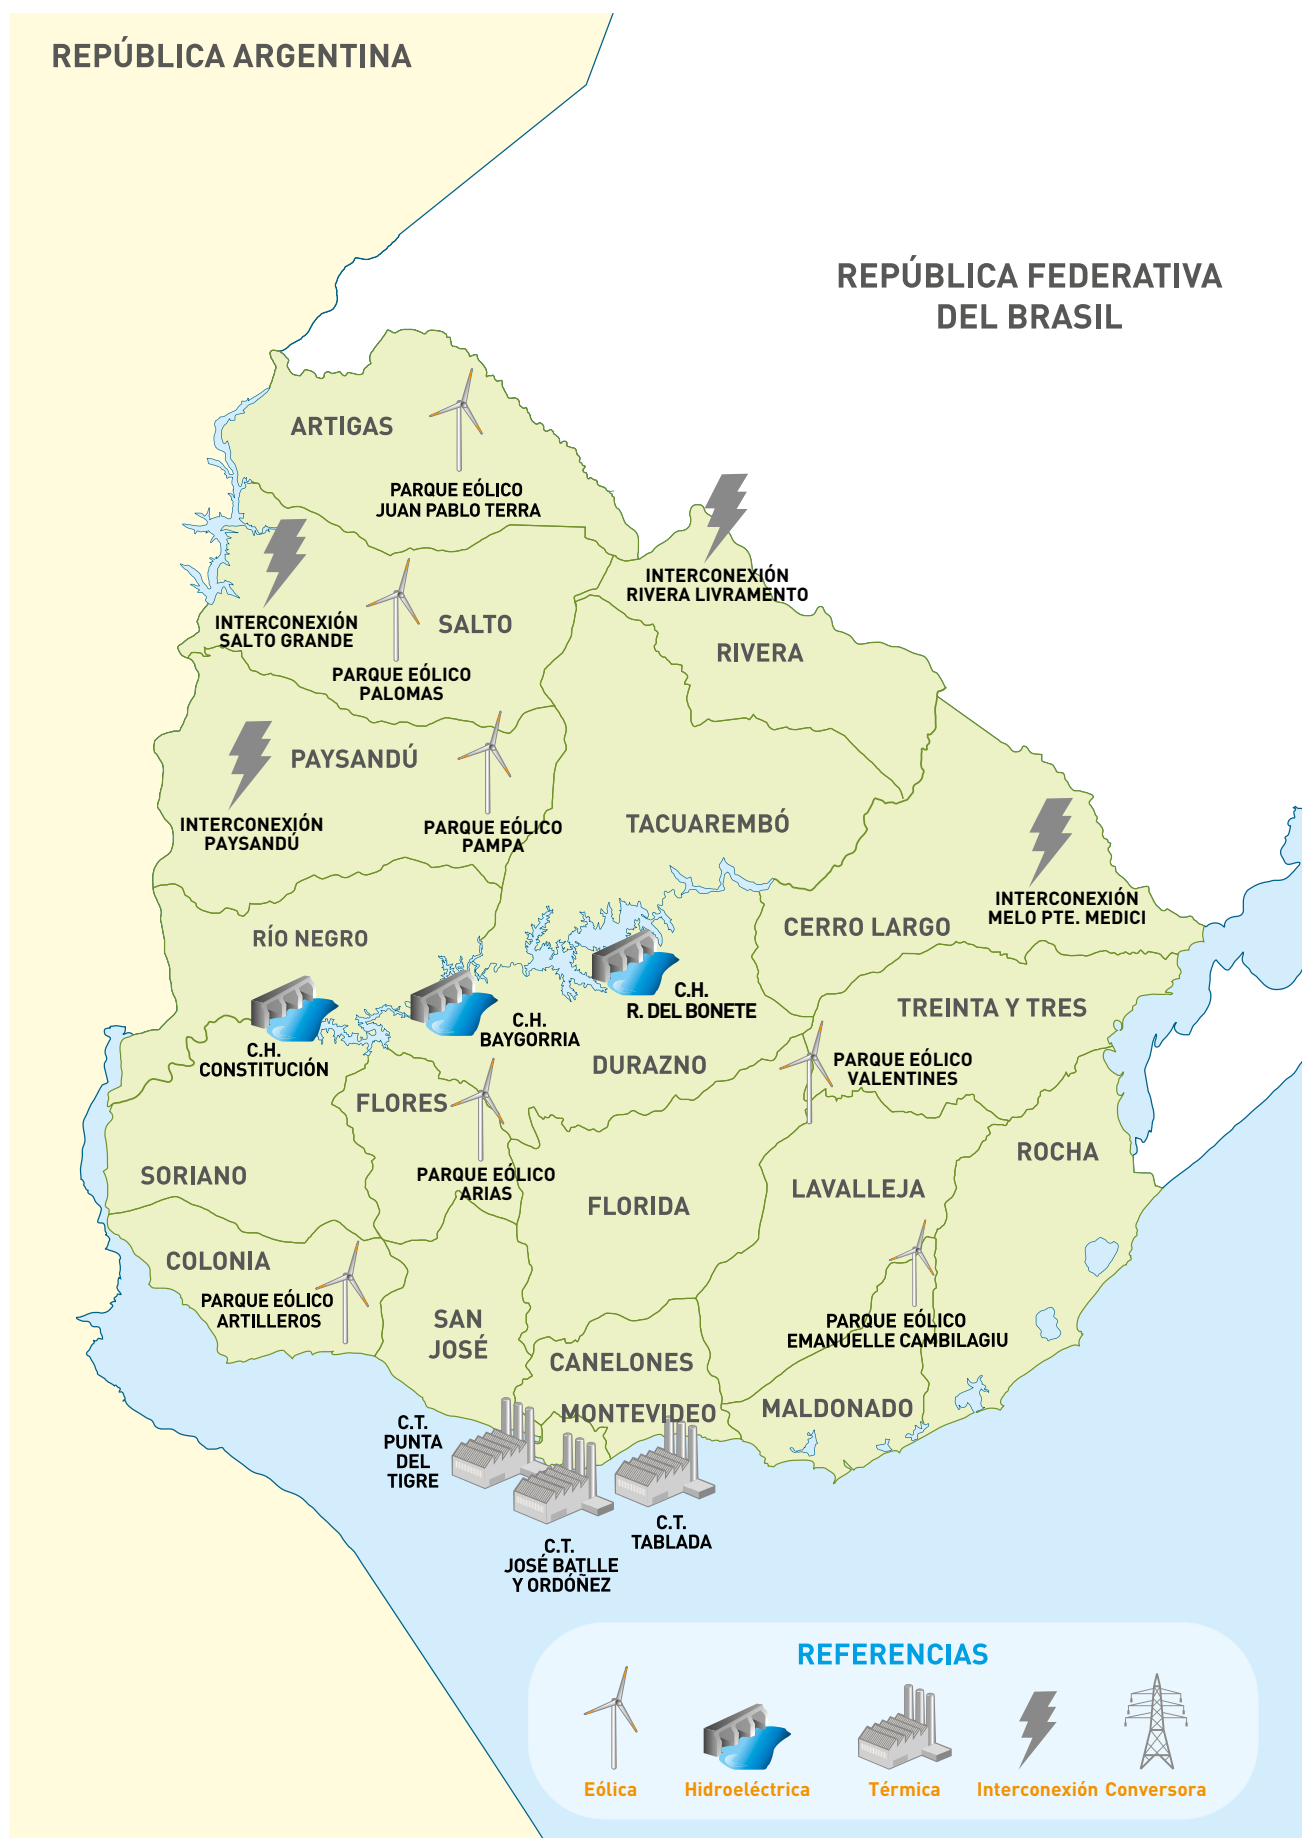 REPÚBLICA ARGENTINA
REPÚBLICA FEDERATIVA
DEL BRASIL
ARTIGAS
PARQUE EÓLICO
JUAN PABLO TERRA
INTERCONEXIÓN
RIVERA LIVRAMENTO
INTERCONEXIÓN
SALTO GRANDE
SALTO
RIVERA
PARQUE EÓLICO
PALOMAS
PAYSANDÚ
INTERCONEXIÓN
PAYSANDÚ
PARQUE EÓLICO
PAMPA
TACUAREMBÓ
INTERCONEXIÓN
MELO PTE. MEDICI
CERRO LARGO
RÍO NEGRO
C.H.
R. DEL BONETE
TREINTA Y TRES
C.H.
BAYGORRIA
C.H.
CONSTITUCIÓN
DURAZNO
PARQUE EÓLICO
VALENTINES
FLORES
ROCHA
PARQUE EÓLICO
ARIAS
SORIANO
LAVALLEJA
FLORIDA
COLONIA
PARQUE EÓLICO
ARTILLEROS
SAN
JOSÉ
PARQUE EÓLICO
EMANUELLE CAMBILAGIU
CANELONES
MONTEVIDEO
MALDONADO
C.T.
PUNTA
DEL
TIGRE
C.T.
TABLADA
C.T.
JOSÉ BATLLE
Y ORDÓÑEZ
REFERENCIAS
Eólica
Hidroeléctrica
Térmica
Interconexión
Conversora